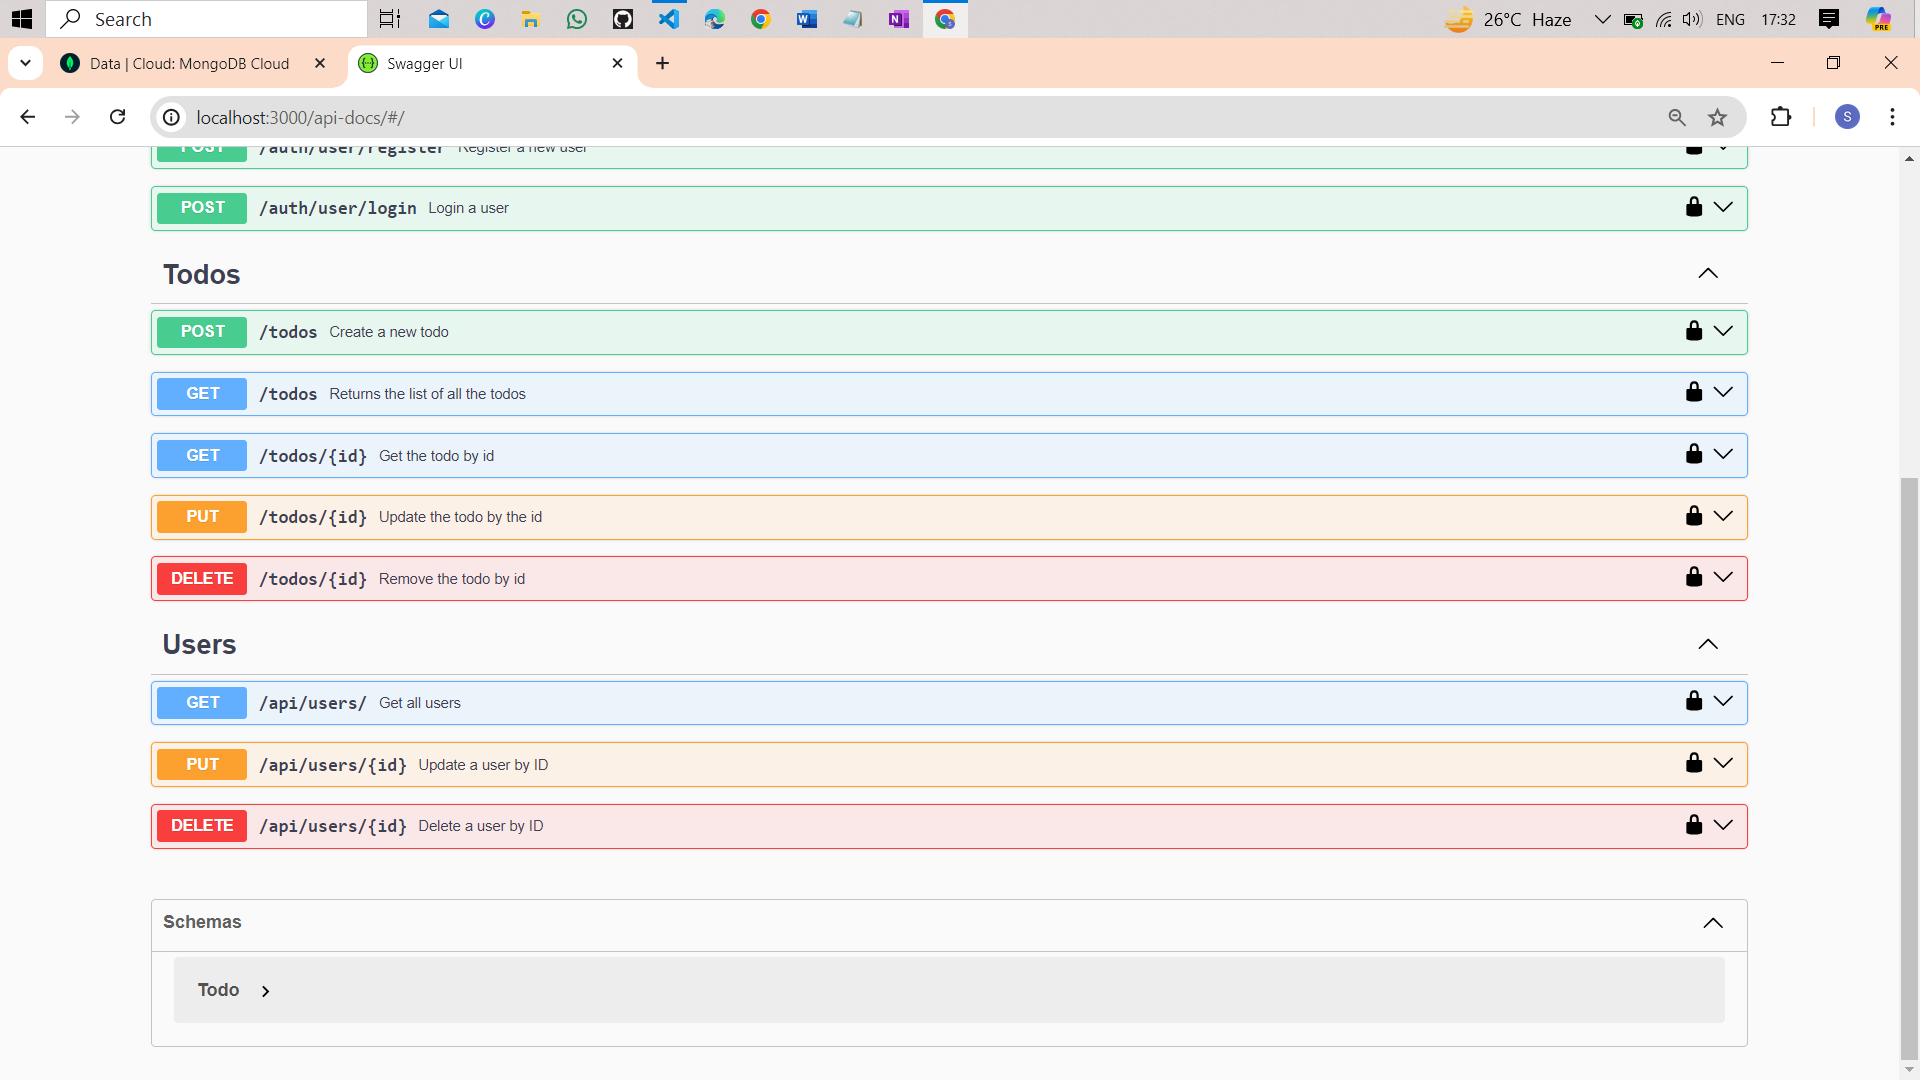 Search
26°C Haze
ENG
17:32
PRE
Data | Cloud: MongoDB Cloud
Swagger UI
localhost:3000/api-docs/#/
S
POST /auth/user/register Register a new user
POST /auth/user/login Login a user
Todos
POST /todos Create a new todo
GET /todos Returns the list of all the todos
GET /todos/{id} Get the todo by id
PUT /todos/{id} Update the todo by the id
DELETE /todos/{id} Remove the todo by id
Users
GET /api/users/ Get all users
PUT /api/users/{id} Update a user by ID
DELETE /api/users/{id} Delete a user by ID
Schemas
Todo